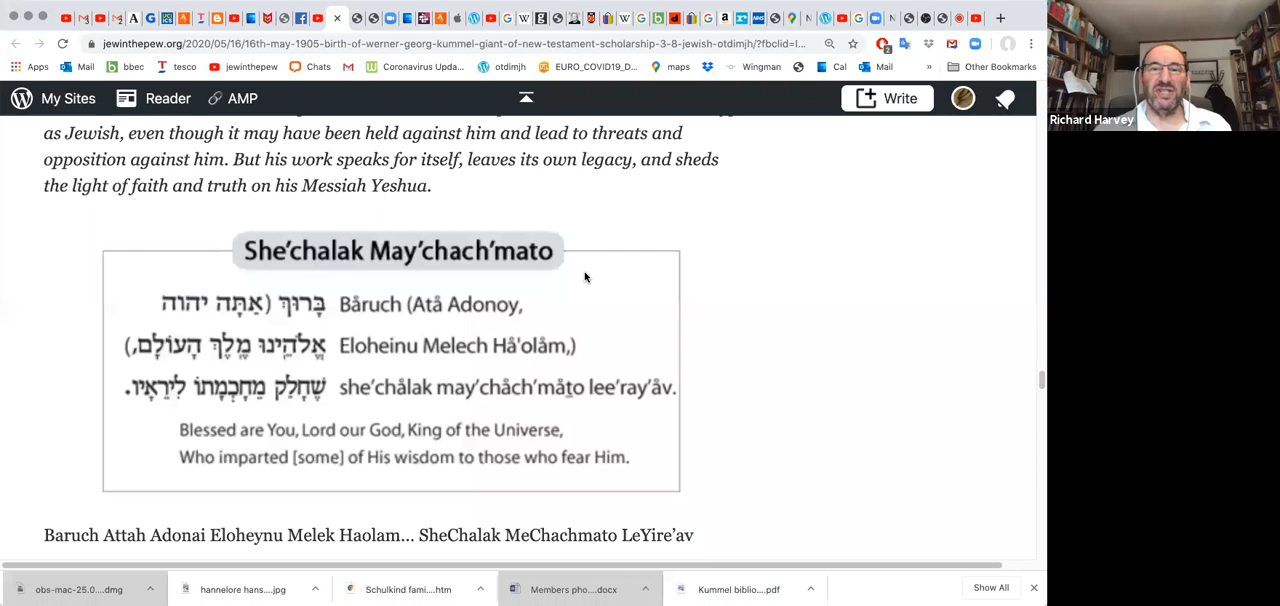 jewinthepew.org/2020/05/16/16th-may-1905-birth-of-werner-georg-kummel-giant-of-new-testament-scholarship-3-8-jewish-otdimjh/?fbclid=I...
Apps Mail bbec tesco jewinthepew Chats Coronavirus Upda... otdimjh EURO_COVID19_D... maps Wingman Cal Mail » Other Bookmarks
My Sites Reader AMP Write
Richard Harvey
as Jewish, even though it may have been held against him and lead to threats and
opposition against him. But his work speaks for itself, leaves its own legacy, and sheds
the light of faith and truth on his Messiah Yeshua.
She'chalak May'chach'mato
בָּרוּךְ (אַתָּה יהוה Båruch (Atå Adonoy,
אֱלֹהֵֽינוּ מֶֽלֶךְ הָעוֹלָם,) Eloheinu Melech Hå'olåm,)
שֶׁחָלַק מֵחָכְמָתוֹ לִירֵאָיו. she'chålak may'chåch'måṯo lee'ray'åv.
Blessed are You, Lord our God, King of the Universe,
Who imparted [some] of His wisdom to those who fear Him.
Baruch Attah Adonai Eloheynu Melek Haolam... SheChalak MeChachmato LeYire'av
obs-mac-25.0....dmg hannelore hans....jpg Schulkind fami....htm Members pho....docx Kummel biblio....pdf Show All